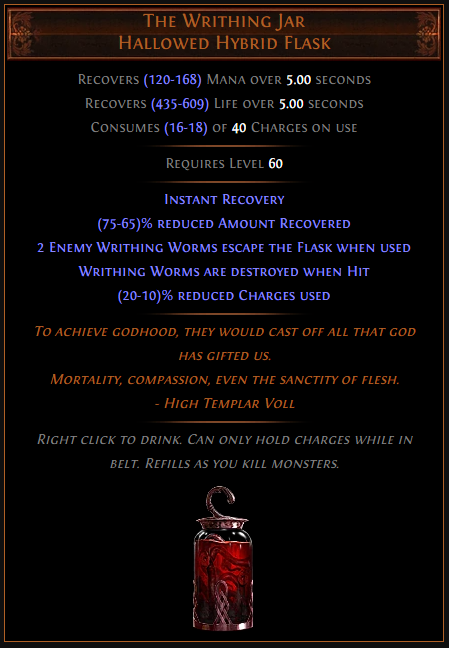 The Writhing Jar
Hallowed Hybrid Flask
Recovers (120-168) Mana over 5.00 seconds
Recovers (435-609) Life over 5.00 seconds
Consumes (16-18) of 40 Charges on use
Requires Level 60
Instant Recovery
(75-65)% reduced Amount Recovered
2 Enemy Writhing Worms escape the Flask when used
Writhing Worms are destroyed when Hit
(20-10)% reduced Charges used
To achieve godhood, they would cast off all that god
has gifted us.
Mortality, compassion, even the sanctity of flesh.
- High Templar Voll
Right click to drink. Can only hold charges while in
belt. Refills as you kill monsters.